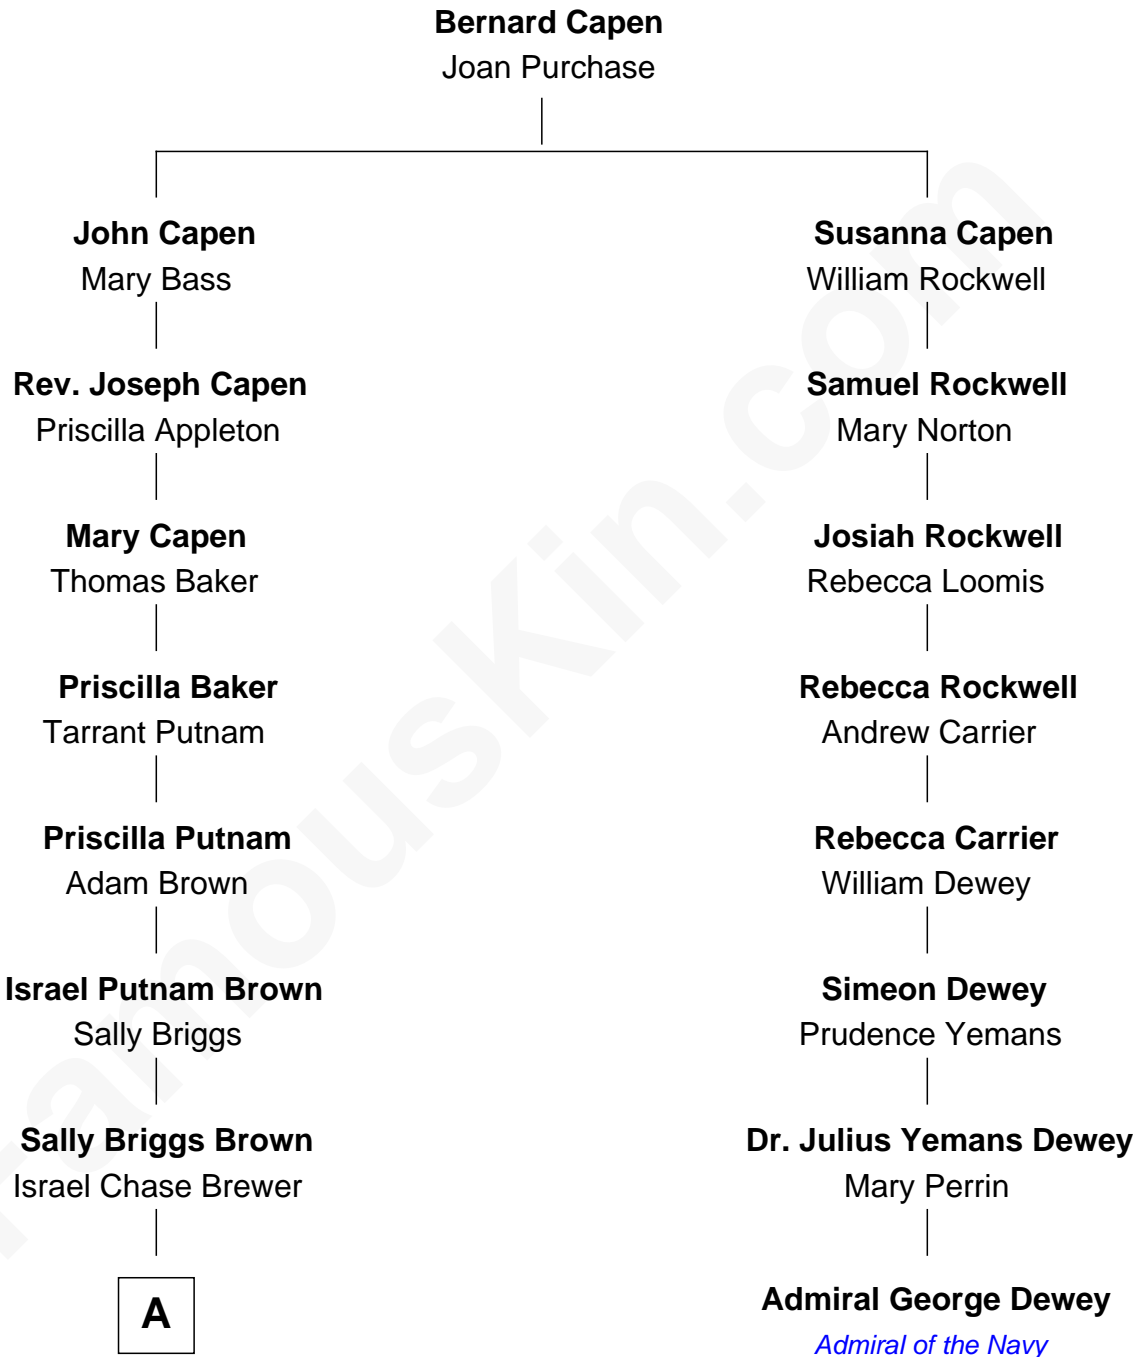 Bernard Capen
Joan Purchase
John Capen
Mary Bass
Susanna Capen
William Rockwell
Rev. Joseph Capen
Priscilla Appleton
Samuel Rockwell
Mary Norton
Mary Capen
Thomas Baker
Josiah Rockwell
Rebecca Loomis
Priscilla Baker
Tarrant Putnam
Rebecca Rockwell
Andrew Carrier
Priscilla Putnam
Adam Brown
Rebecca Carrier
William Dewey
Israel Putnam Brown
Sally Briggs
Simeon Dewey
Prudence Yemans
Sally Briggs Brown
Israel Chase Brewer
Dr. Julius Yemans Dewey
Mary Perrin
A
Admiral George Dewey
Admiral of the Navy
FamousKin.com